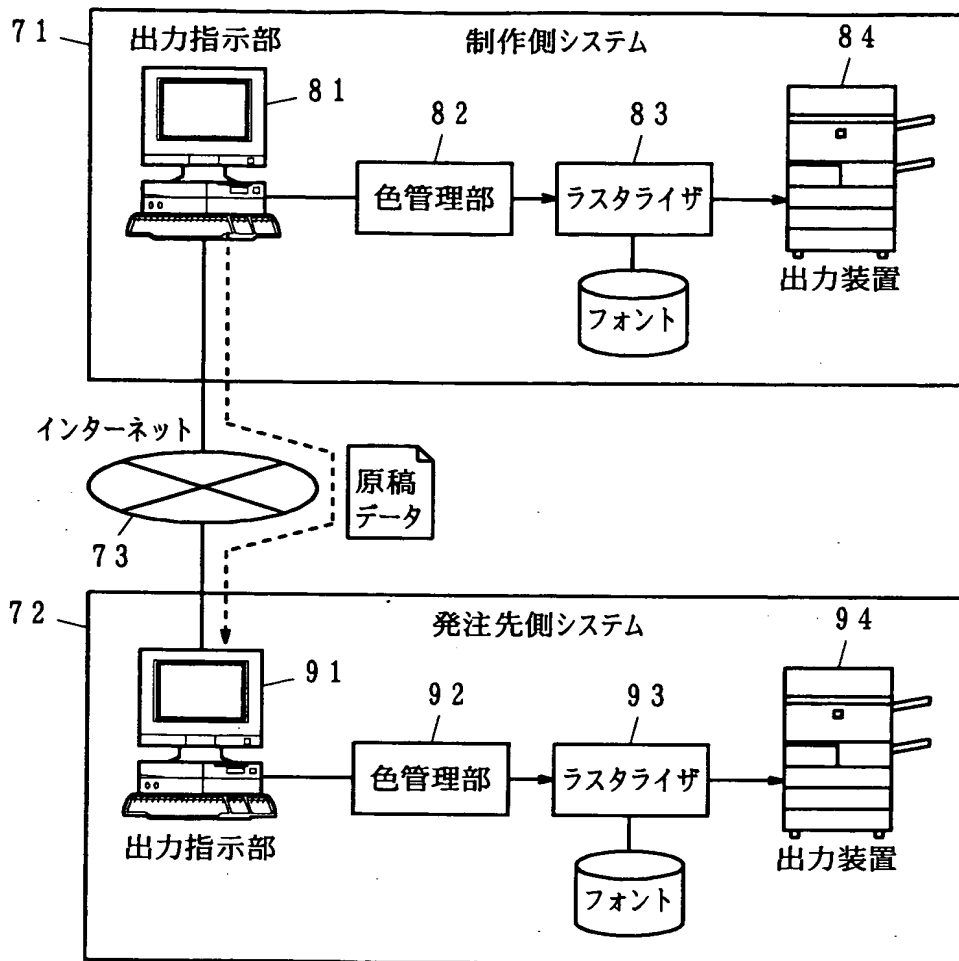 71
出力指示部
制作側システム
84
81
82
83
色管理部
ラスタライザ
出力装置
フォント
インターネット
原稿
データ
73
72
発注先側システム
94
91
92
93
色管理部
ラスタライザ
出力指示部
出力装置
フォント